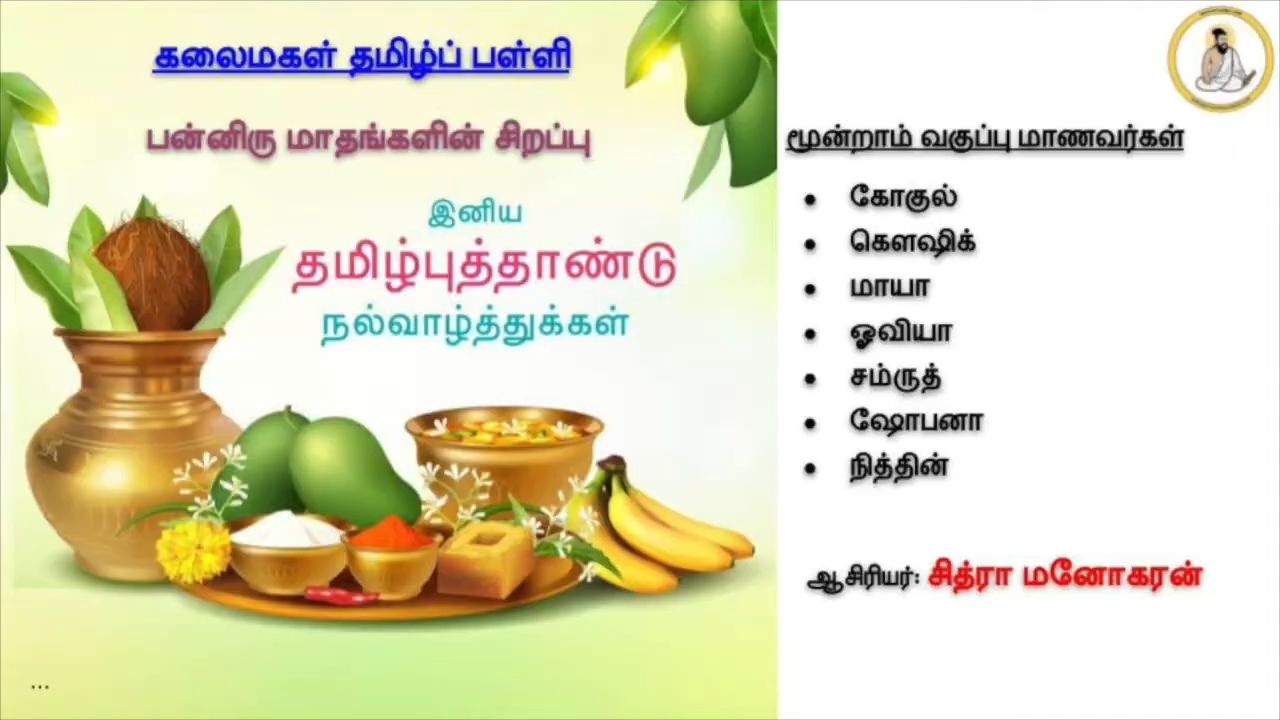 கலைமகள் தமிழ்ப் பள்ளி
பன்னிரு மாதங்களின் சிறப்பு
இனிய
தமிழ்புத்தாண்டு
நல்வாழ்த்துக்கள்
...
மூன்றாம் வகுப்பு மாணவர்கள்
• கோகுல்
• கௌஷிக்
• மாயா
• ஓவியா
• சம்ருத்
• ஷோபனா
• நித்தின்
ஆசிரியர்: சித்ரா மனோகரன்